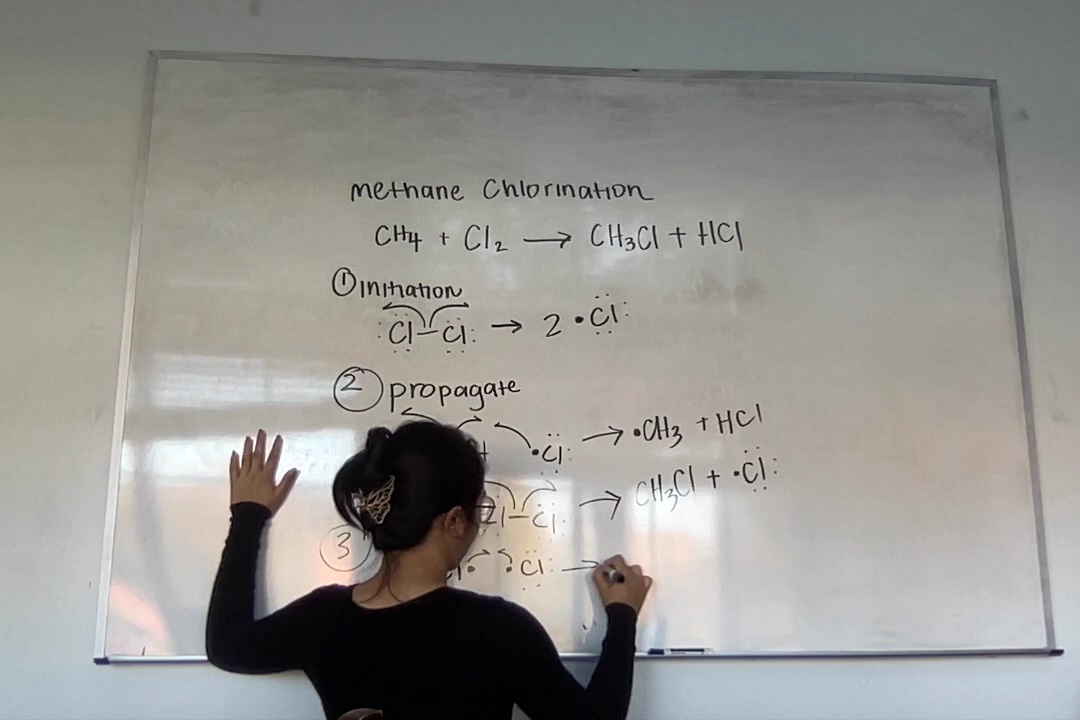 methane Chlorination
CH₄ + Cl₂ → CH₃Cl + HCl
① initiation
:Cl–Cl: → 2 •Cl:
② propagate
•Cl: → •CH₃ + HCl
Cl–Cl: → CH₃Cl + •Cl:
③
• •Cl: →